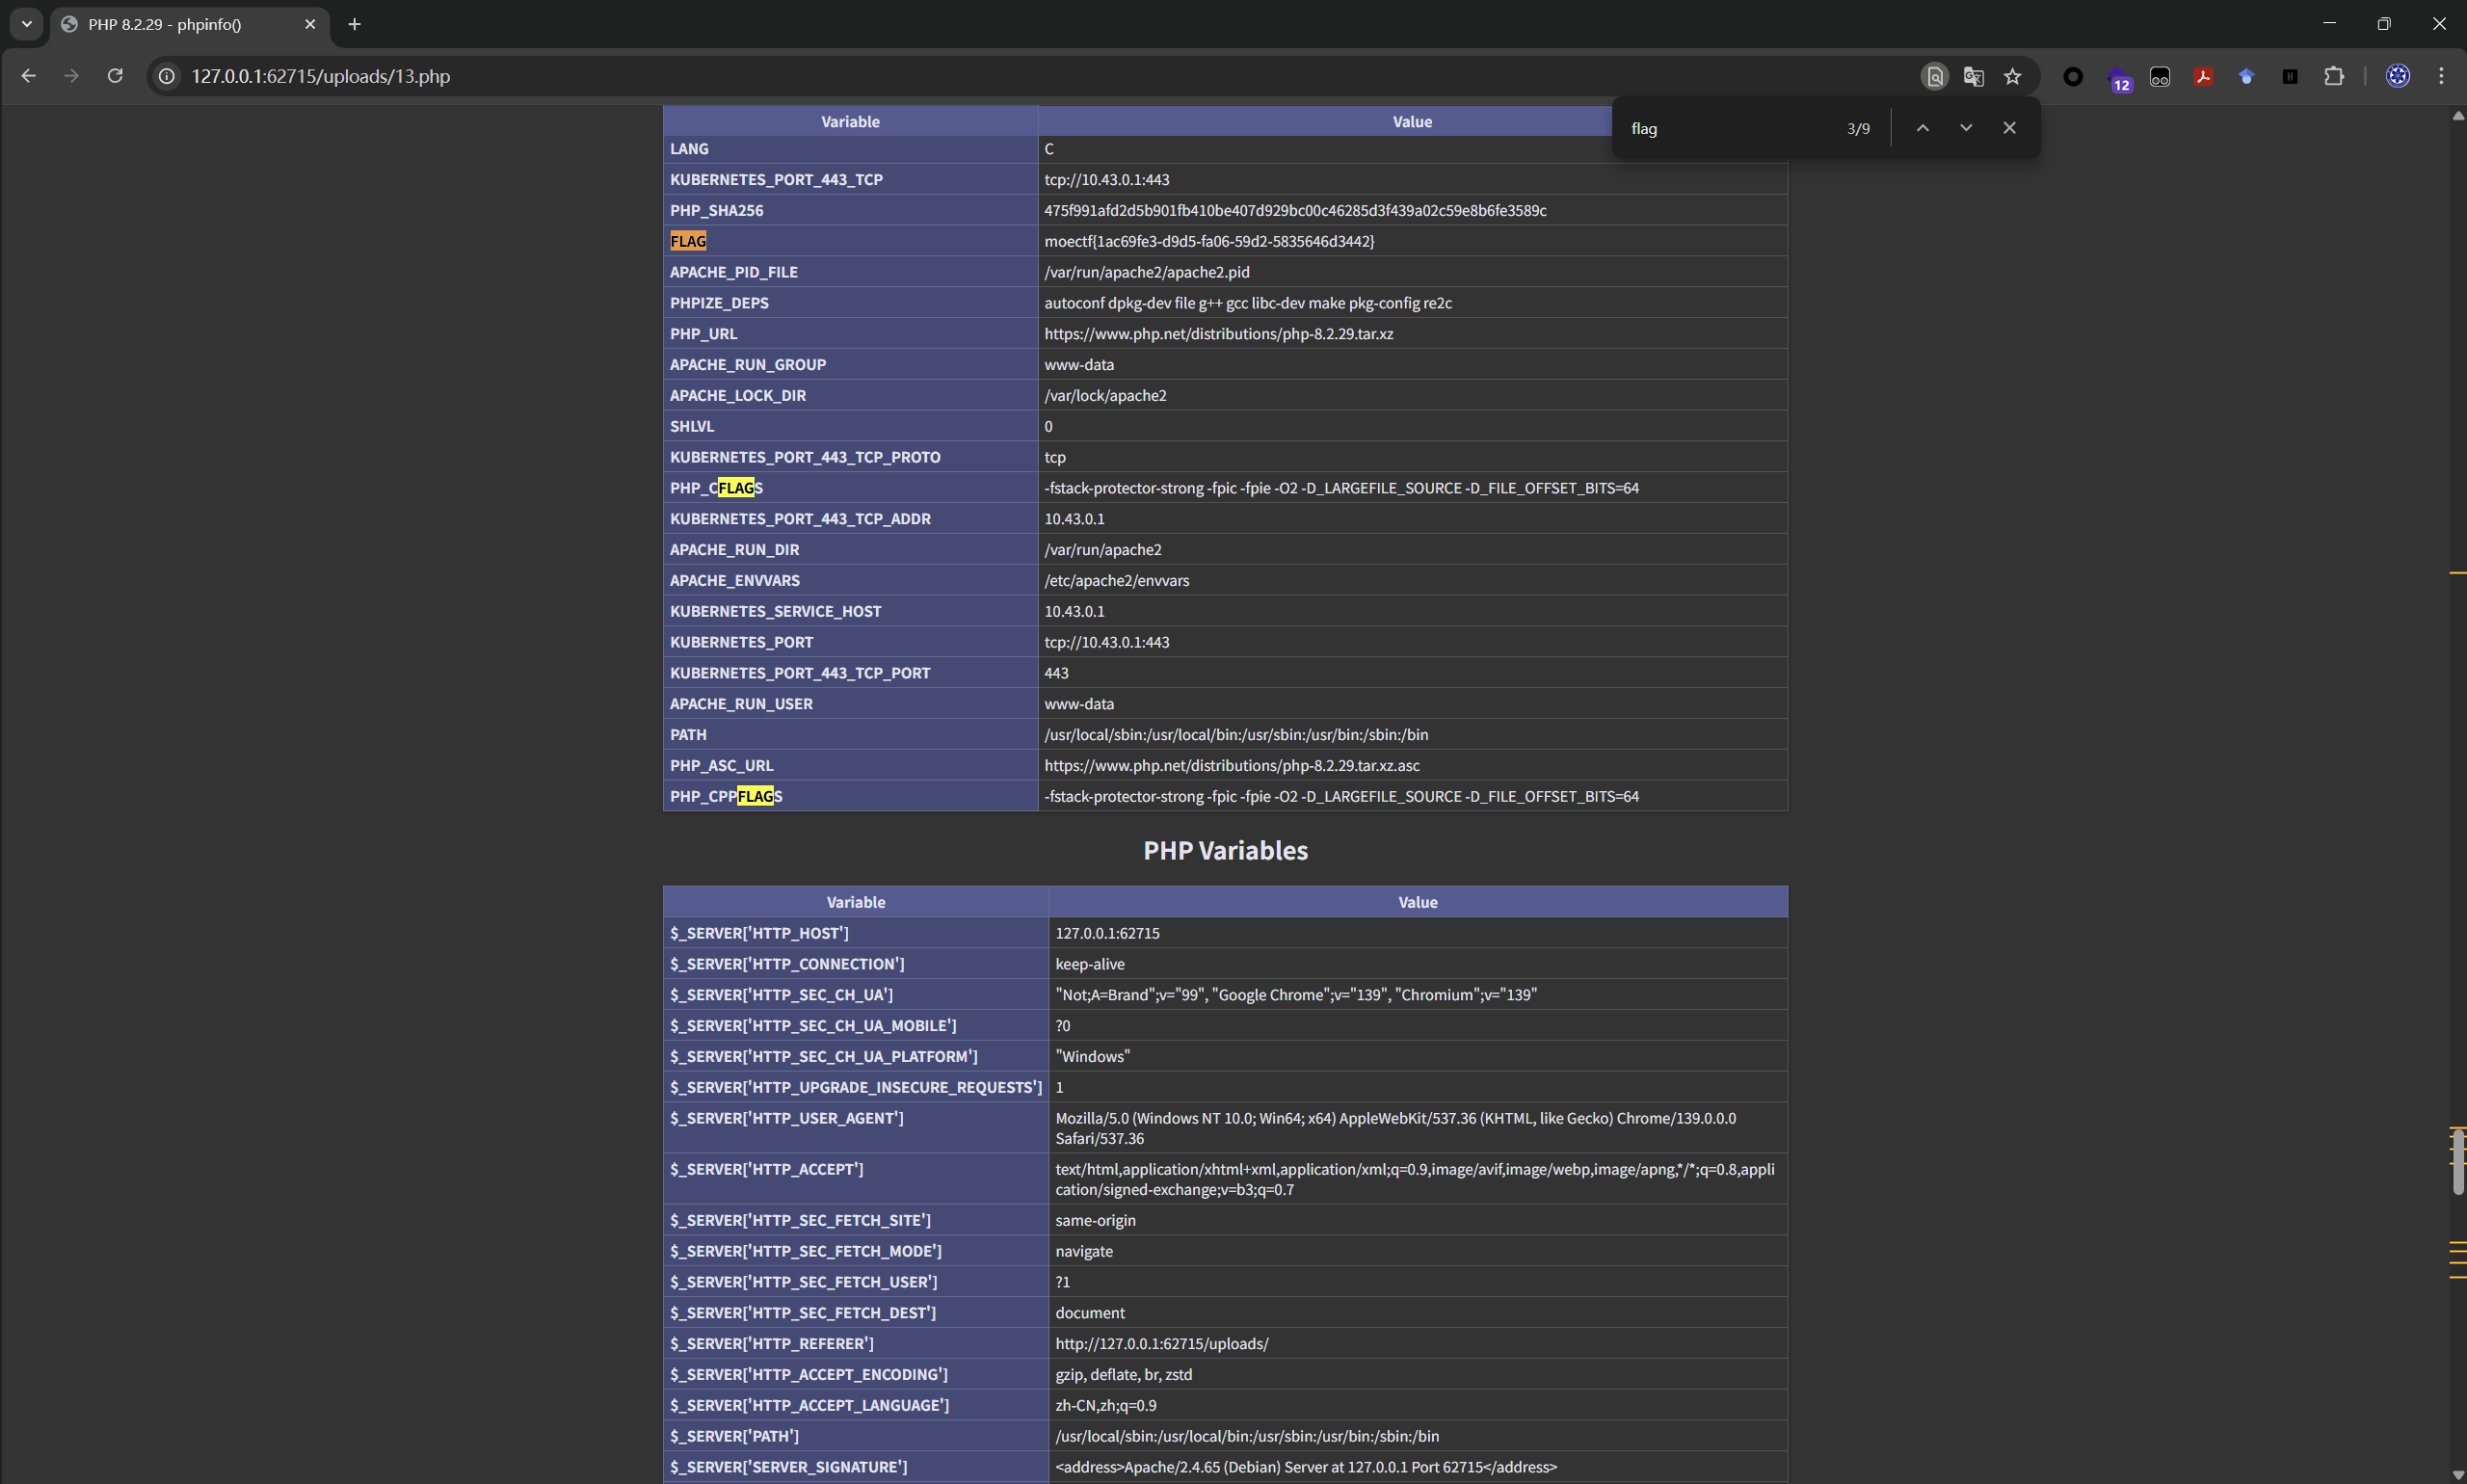 PHP 8.2.29 - phpinfo()
127.0.0.1:62715/uploads/13.php
12
flag 3/9
Variable Value
LANG C
KUBERNETES_PORT_443_TCP tcp://10.43.0.1:443
PHP_SHA256 475f991afd2d5b901fb410be407d929bc00c46285d3f439a02c59e8b6fe3589c
FLAG moectf{1ac69fe3-d9d5-fa06-59d2-5835646d3442}
APACHE_PID_FILE /var/run/apache2/apache2.pid
PHPIZE_DEPS autoconf dpkg-dev file g++ gcc libc-dev make pkg-config re2c
PHP_URL https://www.php.net/distributions/php-8.2.29.tar.xz
APACHE_RUN_GROUP www-data
APACHE_LOCK_DIR /var/lock/apache2
SHLVL 0
KUBERNETES_PORT_443_TCP_PROTO tcp
PHP_CFLAGS -fstack-protector-strong -fpic -fpie -O2 -D_LARGEFILE_SOURCE -D_FILE_OFFSET_BITS=64
KUBERNETES_PORT_443_TCP_ADDR 10.43.0.1
APACHE_RUN_DIR /var/run/apache2
APACHE_ENVVARS /etc/apache2/envvars
KUBERNETES_SERVICE_HOST 10.43.0.1
KUBERNETES_PORT tcp://10.43.0.1:443
KUBERNETES_PORT_443_TCP_PORT 443
APACHE_RUN_USER www-data
PATH /usr/local/sbin:/usr/local/bin:/usr/sbin:/usr/bin:/sbin:/bin
PHP_ASC_URL https://www.php.net/distributions/php-8.2.29.tar.xz.asc
PHP_CPPFLAGS -fstack-protector-strong -fpic -fpie -O2 -D_LARGEFILE_SOURCE -D_FILE_OFFSET_BITS=64
PHP Variables
Variable Value
$_SERVER['HTTP_HOST'] 127.0.0.1:62715
$_SERVER['HTTP_CONNECTION'] keep-alive
$_SERVER['HTTP_SEC_CH_UA'] "Not;A=Brand";v="99", "Google Chrome";v="139", "Chromium";v="139"
$_SERVER['HTTP_SEC_CH_UA_MOBILE'] ?0
$_SERVER['HTTP_SEC_CH_UA_PLATFORM'] "Windows"
$_SERVER['HTTP_UPGRADE_INSECURE_REQUESTS'] 1
$_SERVER['HTTP_USER_AGENT'] Mozilla/5.0 (Windows NT 10.0; Win64; x64) AppleWebKit/537.36 (KHTML, like Gecko) Chrome/139.0.0.0
Safari/537.36
$_SERVER['HTTP_ACCEPT'] text/html,application/xhtml+xml,application/xml;q=0.9,image/avif,image/webp,image/apng,*/*;q=0.8,appli
cation/signed-exchange;v=b3;q=0.7
$_SERVER['HTTP_SEC_FETCH_SITE'] same-origin
$_SERVER['HTTP_SEC_FETCH_MODE'] navigate
$_SERVER['HTTP_SEC_FETCH_USER'] ?1
$_SERVER['HTTP_SEC_FETCH_DEST'] document
$_SERVER['HTTP_REFERER'] http://127.0.0.1:62715/uploads/
$_SERVER['HTTP_ACCEPT_ENCODING'] gzip, deflate, br, zstd
$_SERVER['HTTP_ACCEPT_LANGUAGE'] zh-CN,zh;q=0.9
$_SERVER['PATH'] /usr/local/sbin:/usr/local/bin:/usr/sbin:/usr/bin:/sbin:/bin
$_SERVER['SERVER_SIGNATURE'] <address>Apache/2.4.65 (Debian) Server at 127.0.0.1 Port 62715</address>